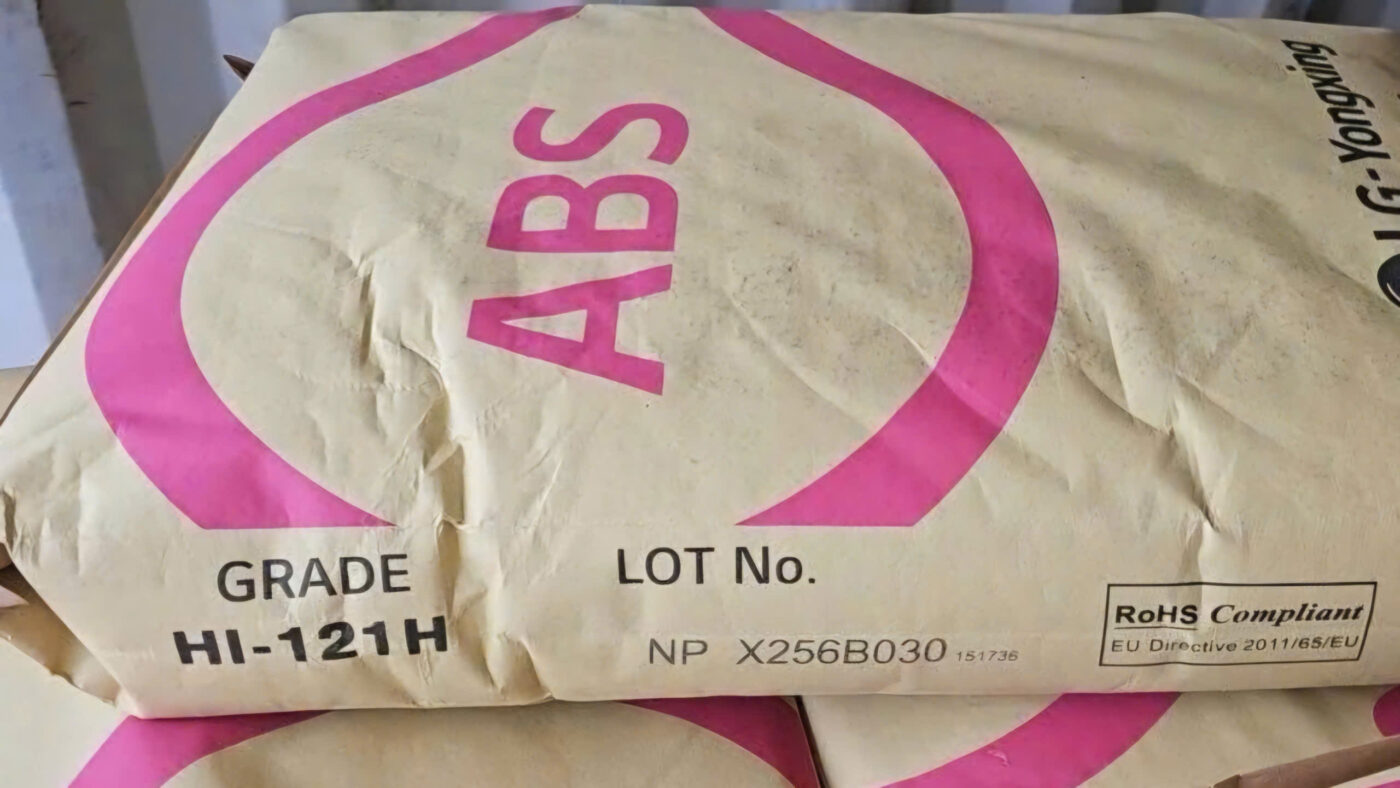 ABS
LG-Yongxing
GRADE
HI-121H
LOT No.
NP X256B030 151736
RoHS Compliant
EU Directive 2011/65/EU